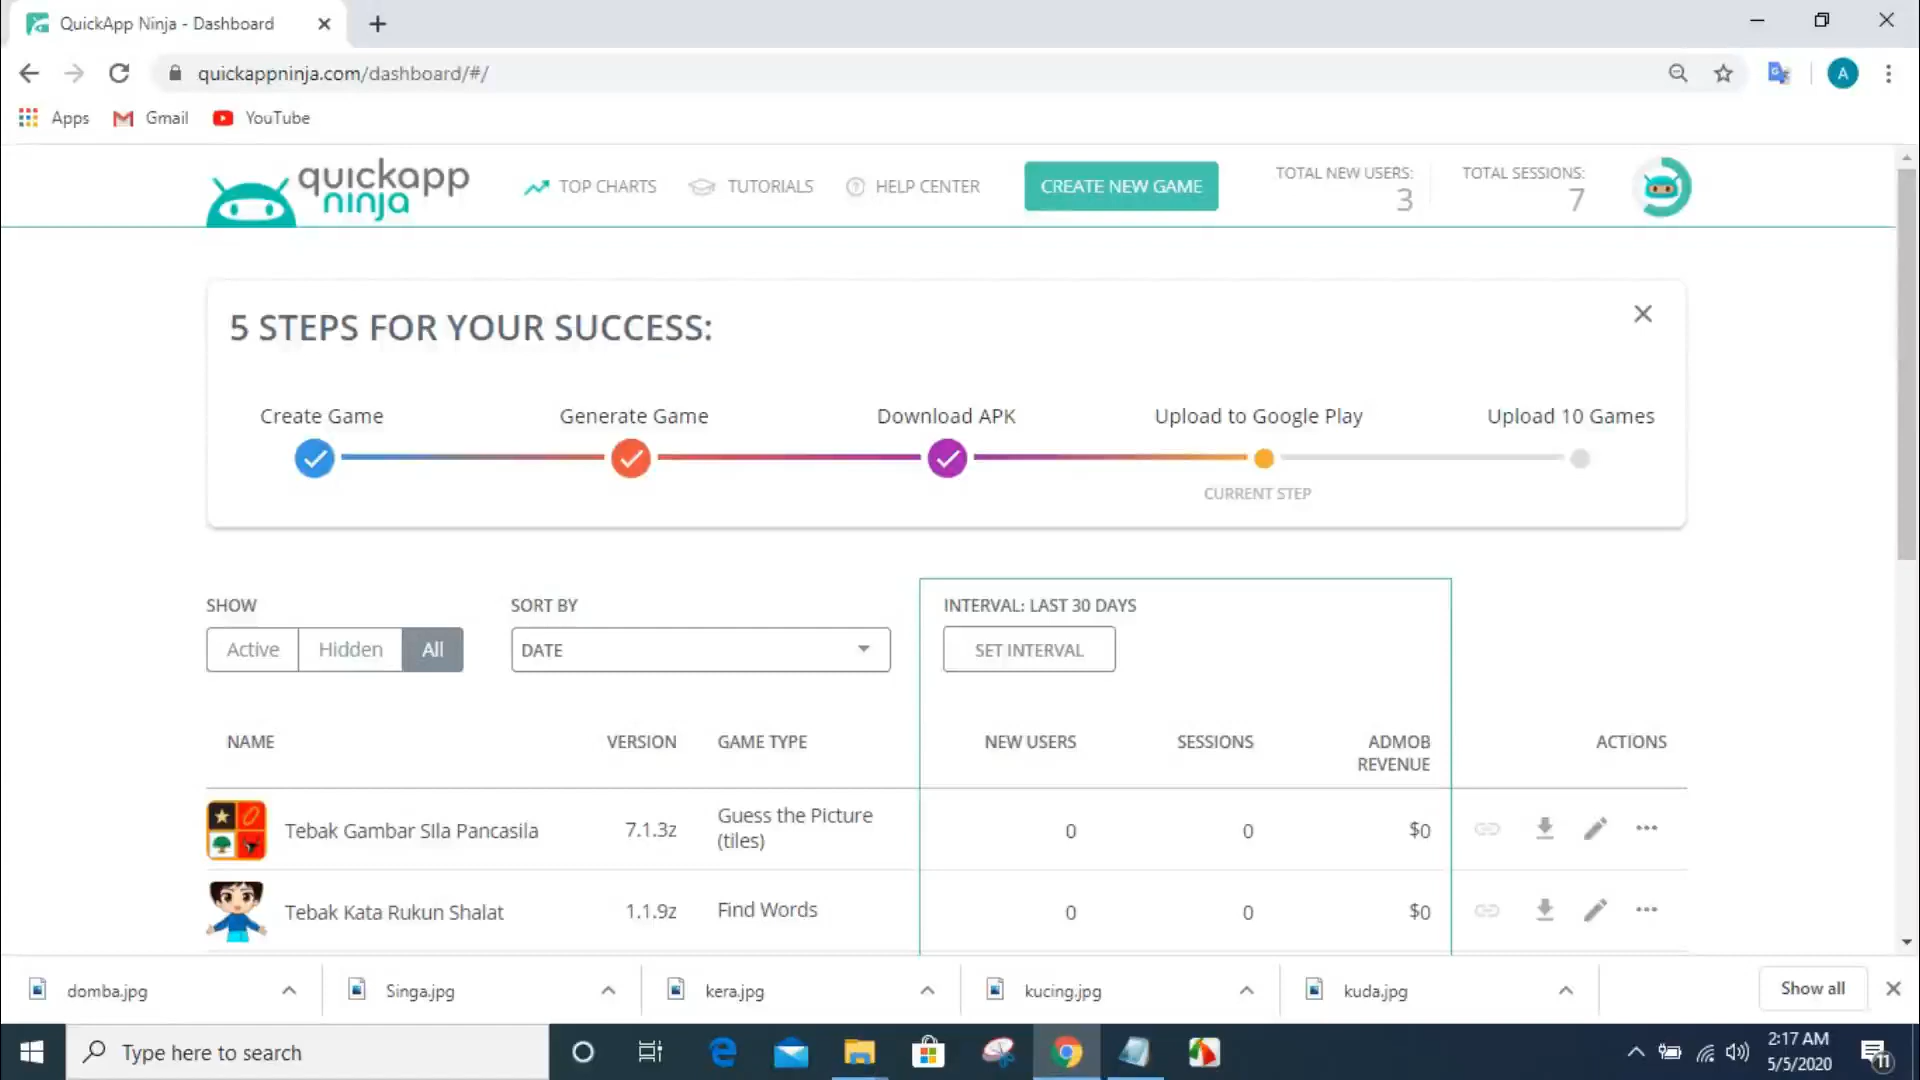 QuickApp Ninja - Dashboard
quickappninja.com/dashboard/#/
A
Apps Gmail YouTube
quickapp
ninja
TOP CHARTS TUTORIALS HELP CENTER CREATE NEW GAME
TOTAL NEW USERS:
3
TOTAL SESSIONS:
7
5 STEPS FOR YOUR SUCCESS:
Create Game Generate Game Download APK Upload to Google Play Upload 10 Games
CURRENT STEP
SHOW SORT BY INTERVAL: LAST 30 DAYS
Active Hidden All DATE SET INTERVAL
NAME VERSION GAME TYPE NEW USERS SESSIONS ADMOB REVENUE ACTIONS
Tebak Gambar SIla Pancasila 7.1.3z Guess the Picture (tiles) 0 0 $0
Tebak Kata Rukun Shalat 1.1.9z Find Words 0 0 $0
domba.jpg Singa.jpg kera.jpg kucing.jpg kuda.jpg Show all
Type here to search
2:17 AM
5/5/2020
11